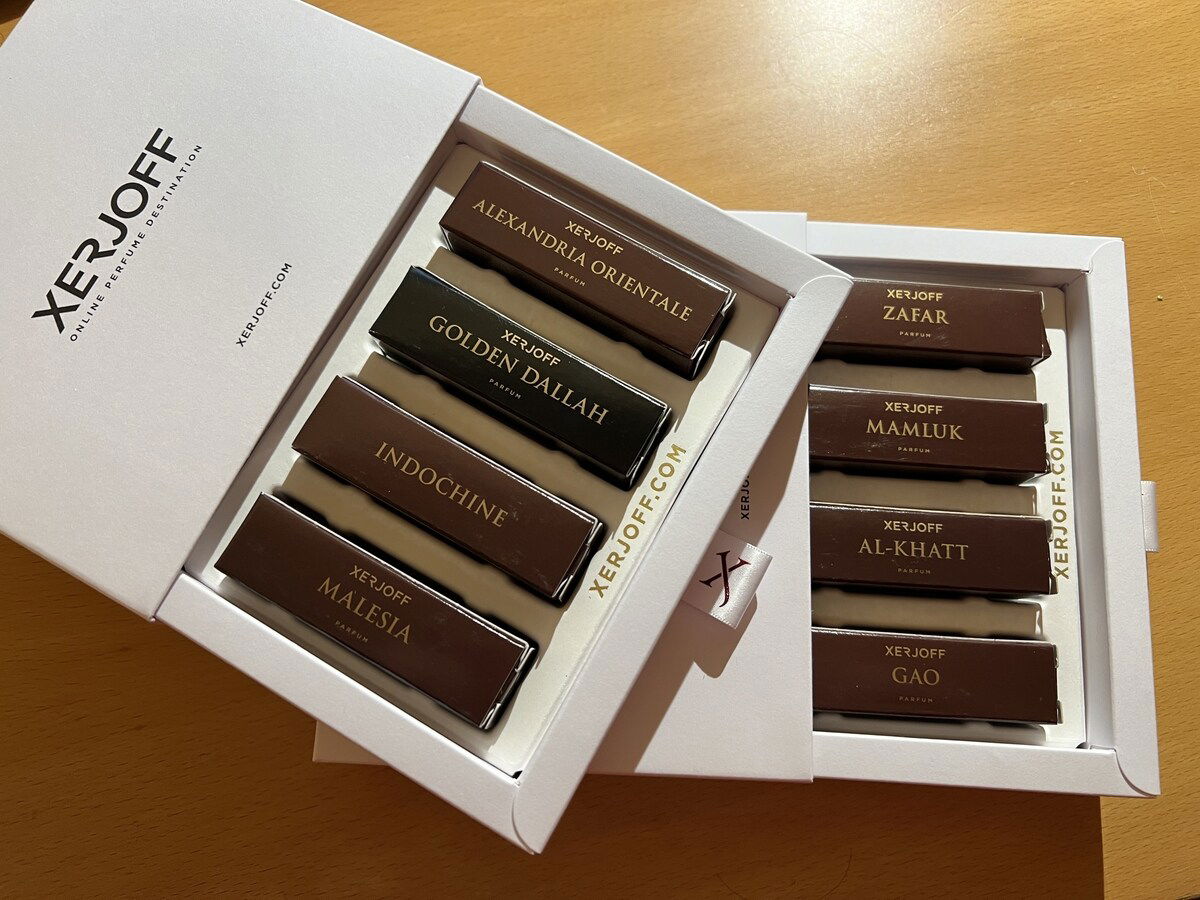 XERJOFF
ONLINE PERFUME DESTINATION
XERJOFF.COM
XERJOFF
ALEXANDRIA ORIENTALE
PARFUM
XERJOFF
GOLDEN DALLAH
PARFUM
INDOCHINE
XERJOFF
MALESIA
PARFUM
XERJOFF.COM
XERJO
X
XERJOFF
ZAFAR
PARFUM
XERJOFF
MAMLUK
PARFUM
XERJOFF
AL-KHATT
PARFUM
XERJOFF
GAO
PARFUM
XERJOFF.COM